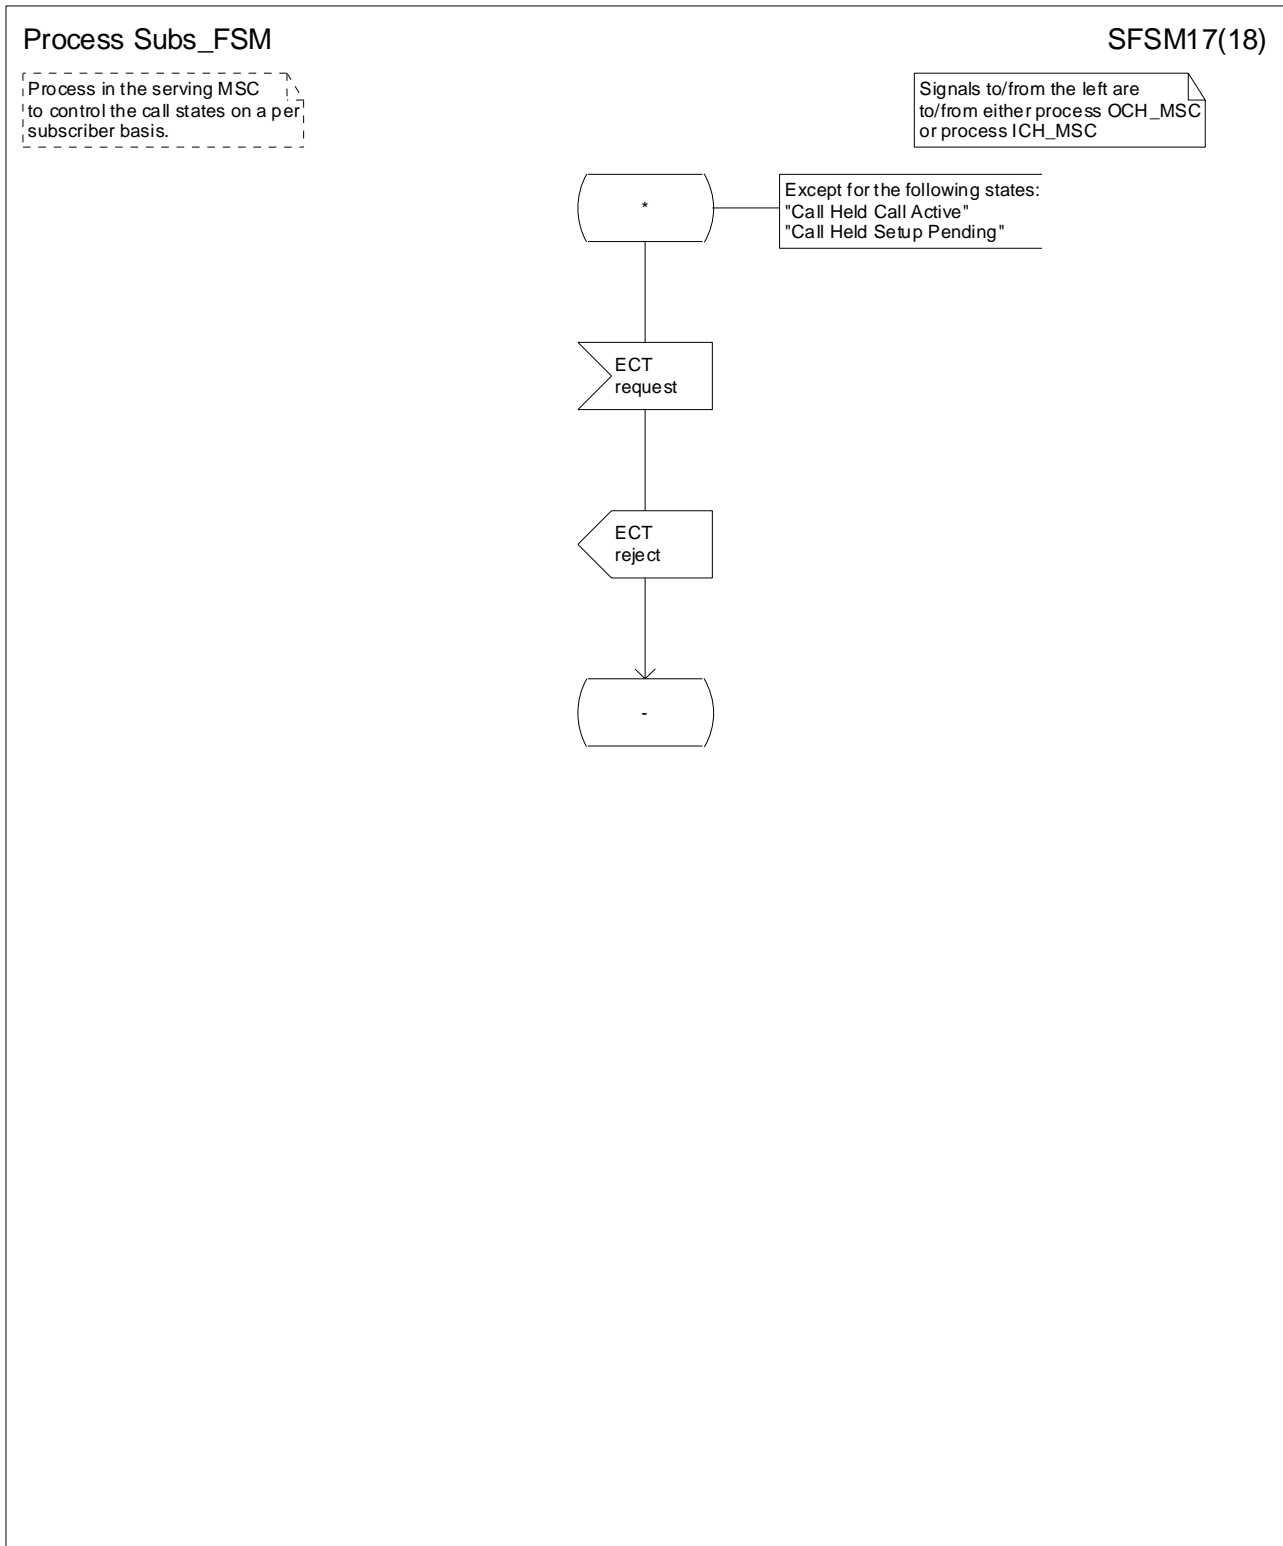 Process Subs_FSM
SFSM17(18)
Process in the serving MSC
to control the call states on a per
subscriber basis.
Signals to/from the left are
to/from either process OCH_MSC
or process ICH_MSC
*
Except for the following states:
"Call Held Call Active"
"Call Held Setup Pending"
ECT
request
ECT
reject
-